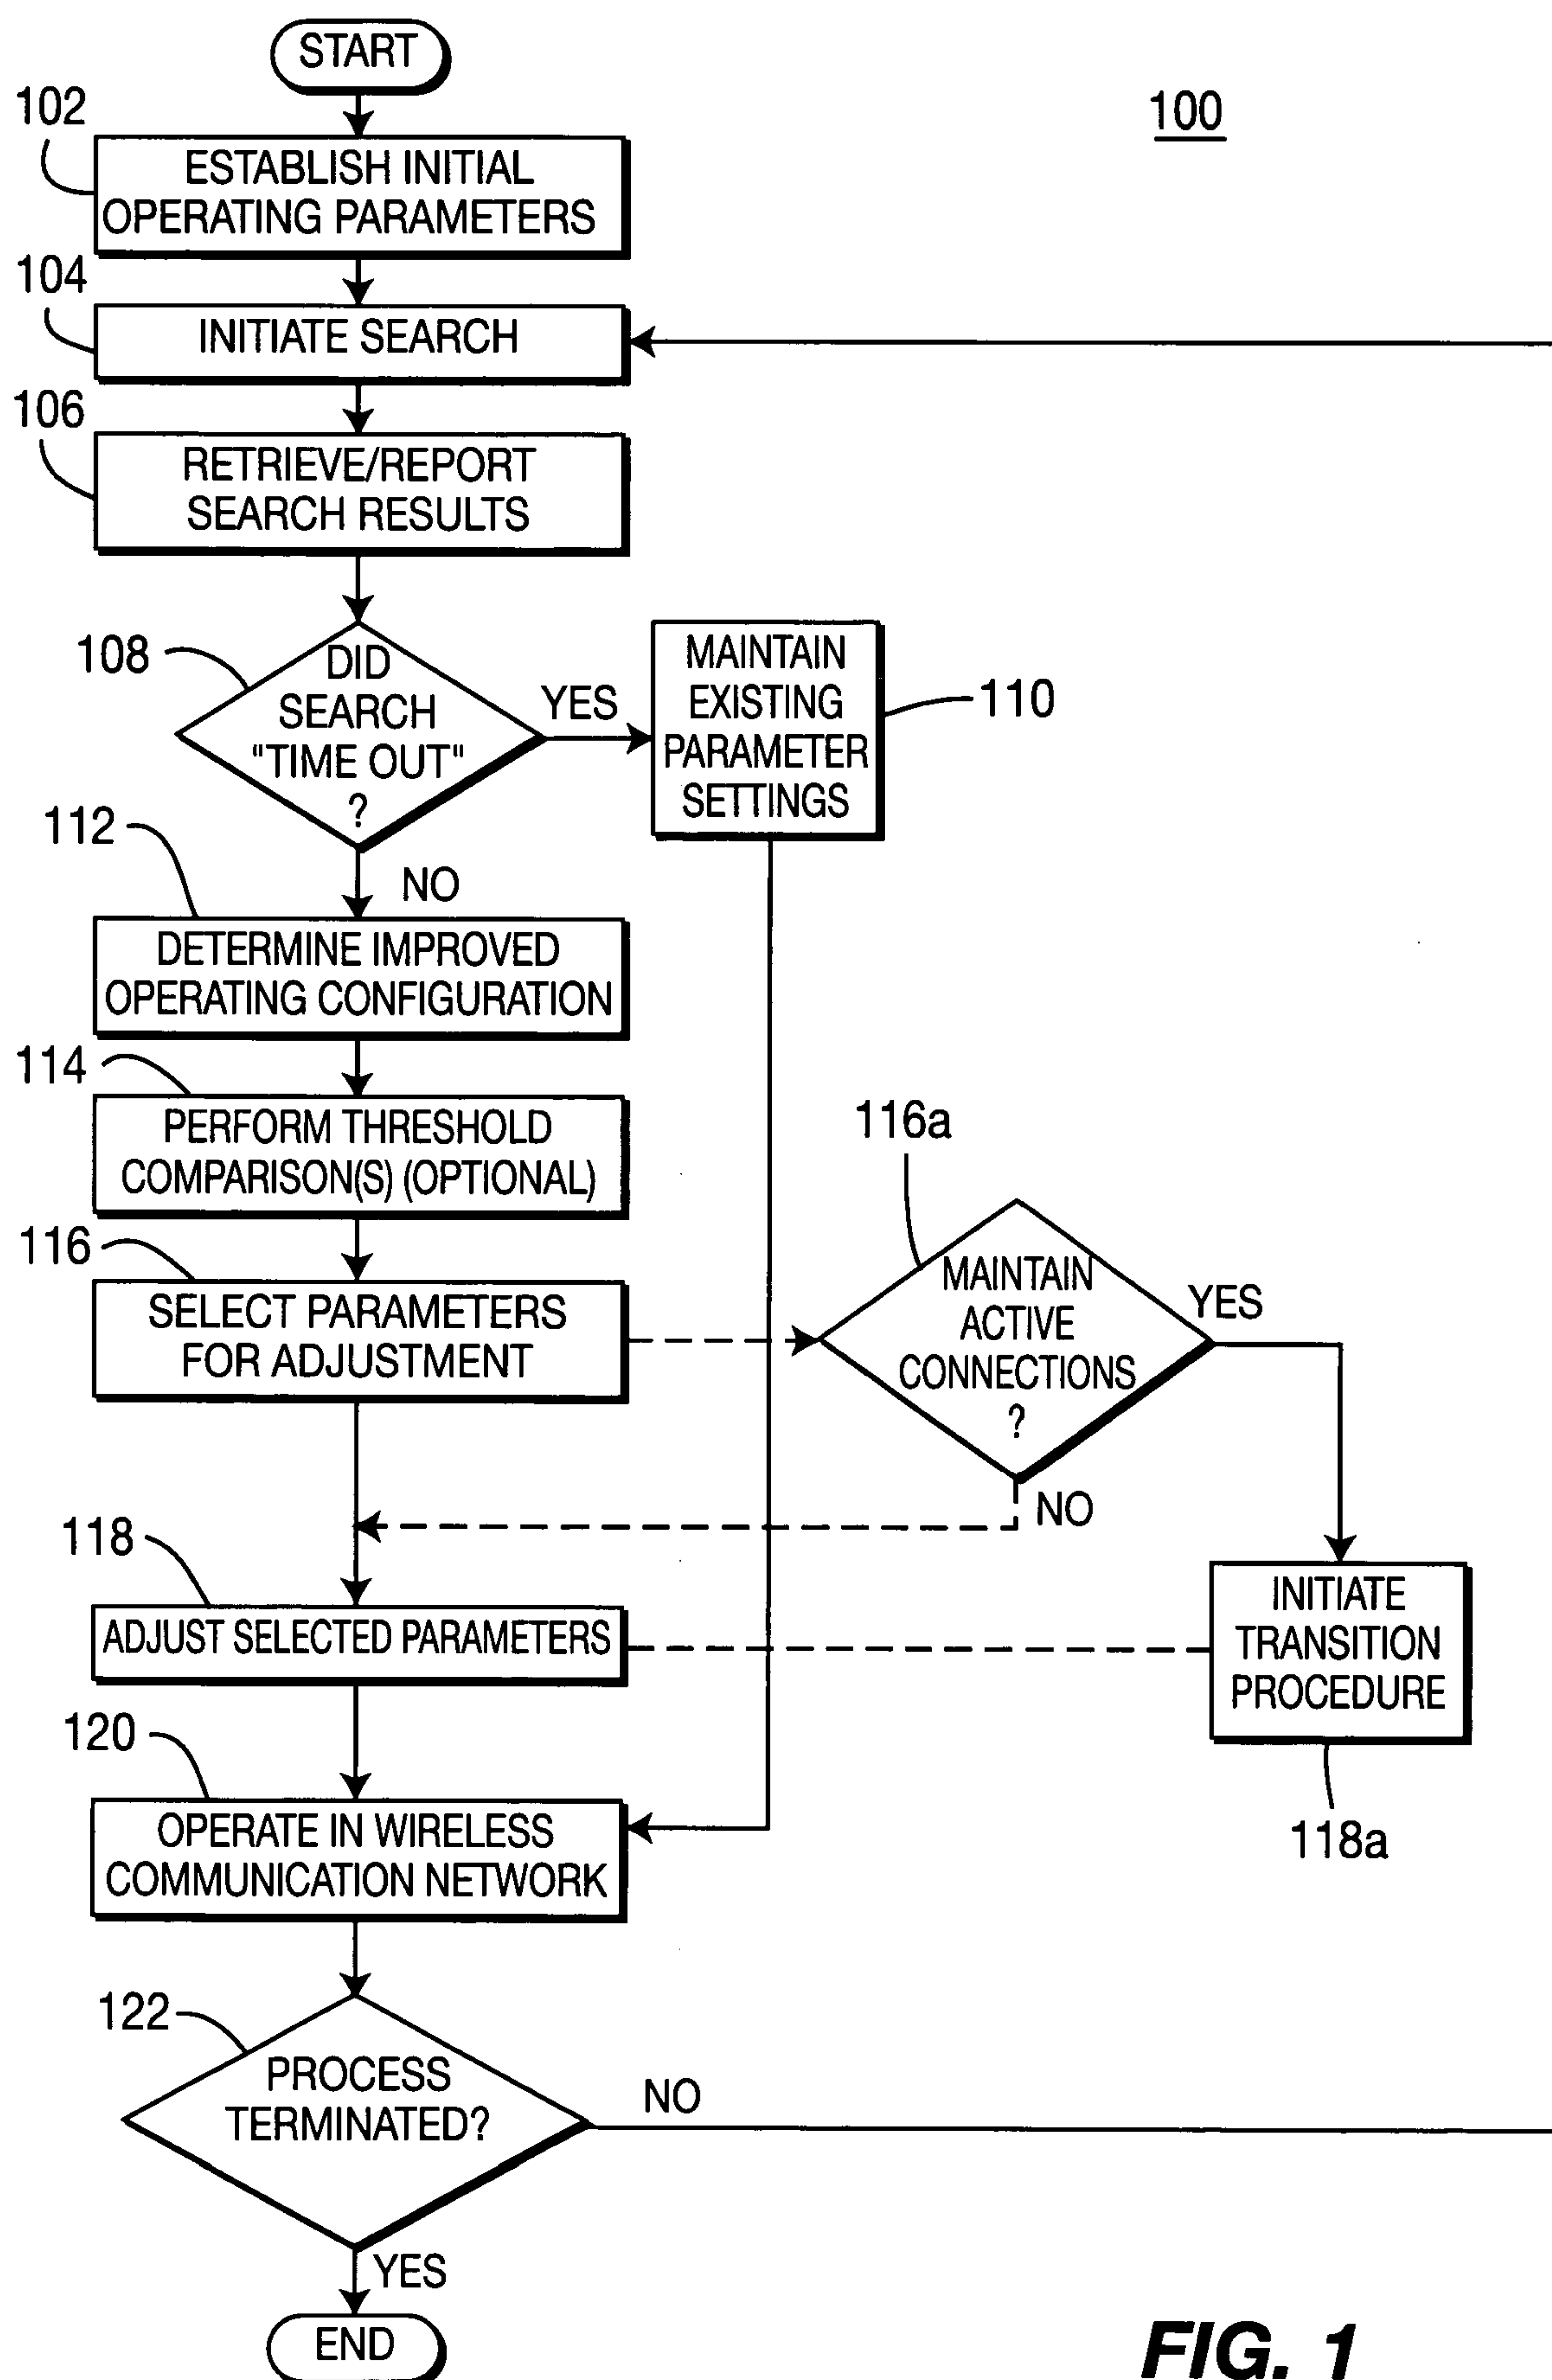 START
100
102
ESTABLISH INITIAL
OPERATING PARAMETERS
104
INITIATE SEARCH
106
RETRIEVE/REPORT
SEARCH RESULTS
108
DID
SEARCH
"TIME OUT"
?
YES
MAINTAIN
EXISTING
PARAMETER
SETTINGS
110
NO
112
DETERMINE IMPROVED
OPERATING CONFIGURATION
114
PERFORM THRESHOLD
COMPARISON(S) (OPTIONAL)
116
SELECT PARAMETERS
FOR ADJUSTMENT
116a
MAINTAIN
ACTIVE
CONNECTIONS
?
YES
NO
118
ADJUST SELECTED PARAMETERS
INITIATE
TRANSITION
PROCEDURE
118a
120
OPERATE IN WIRELESS
COMMUNICATION NETWORK
122
PROCESS
TERMINATED?
NO
YES
END
FIG. 1